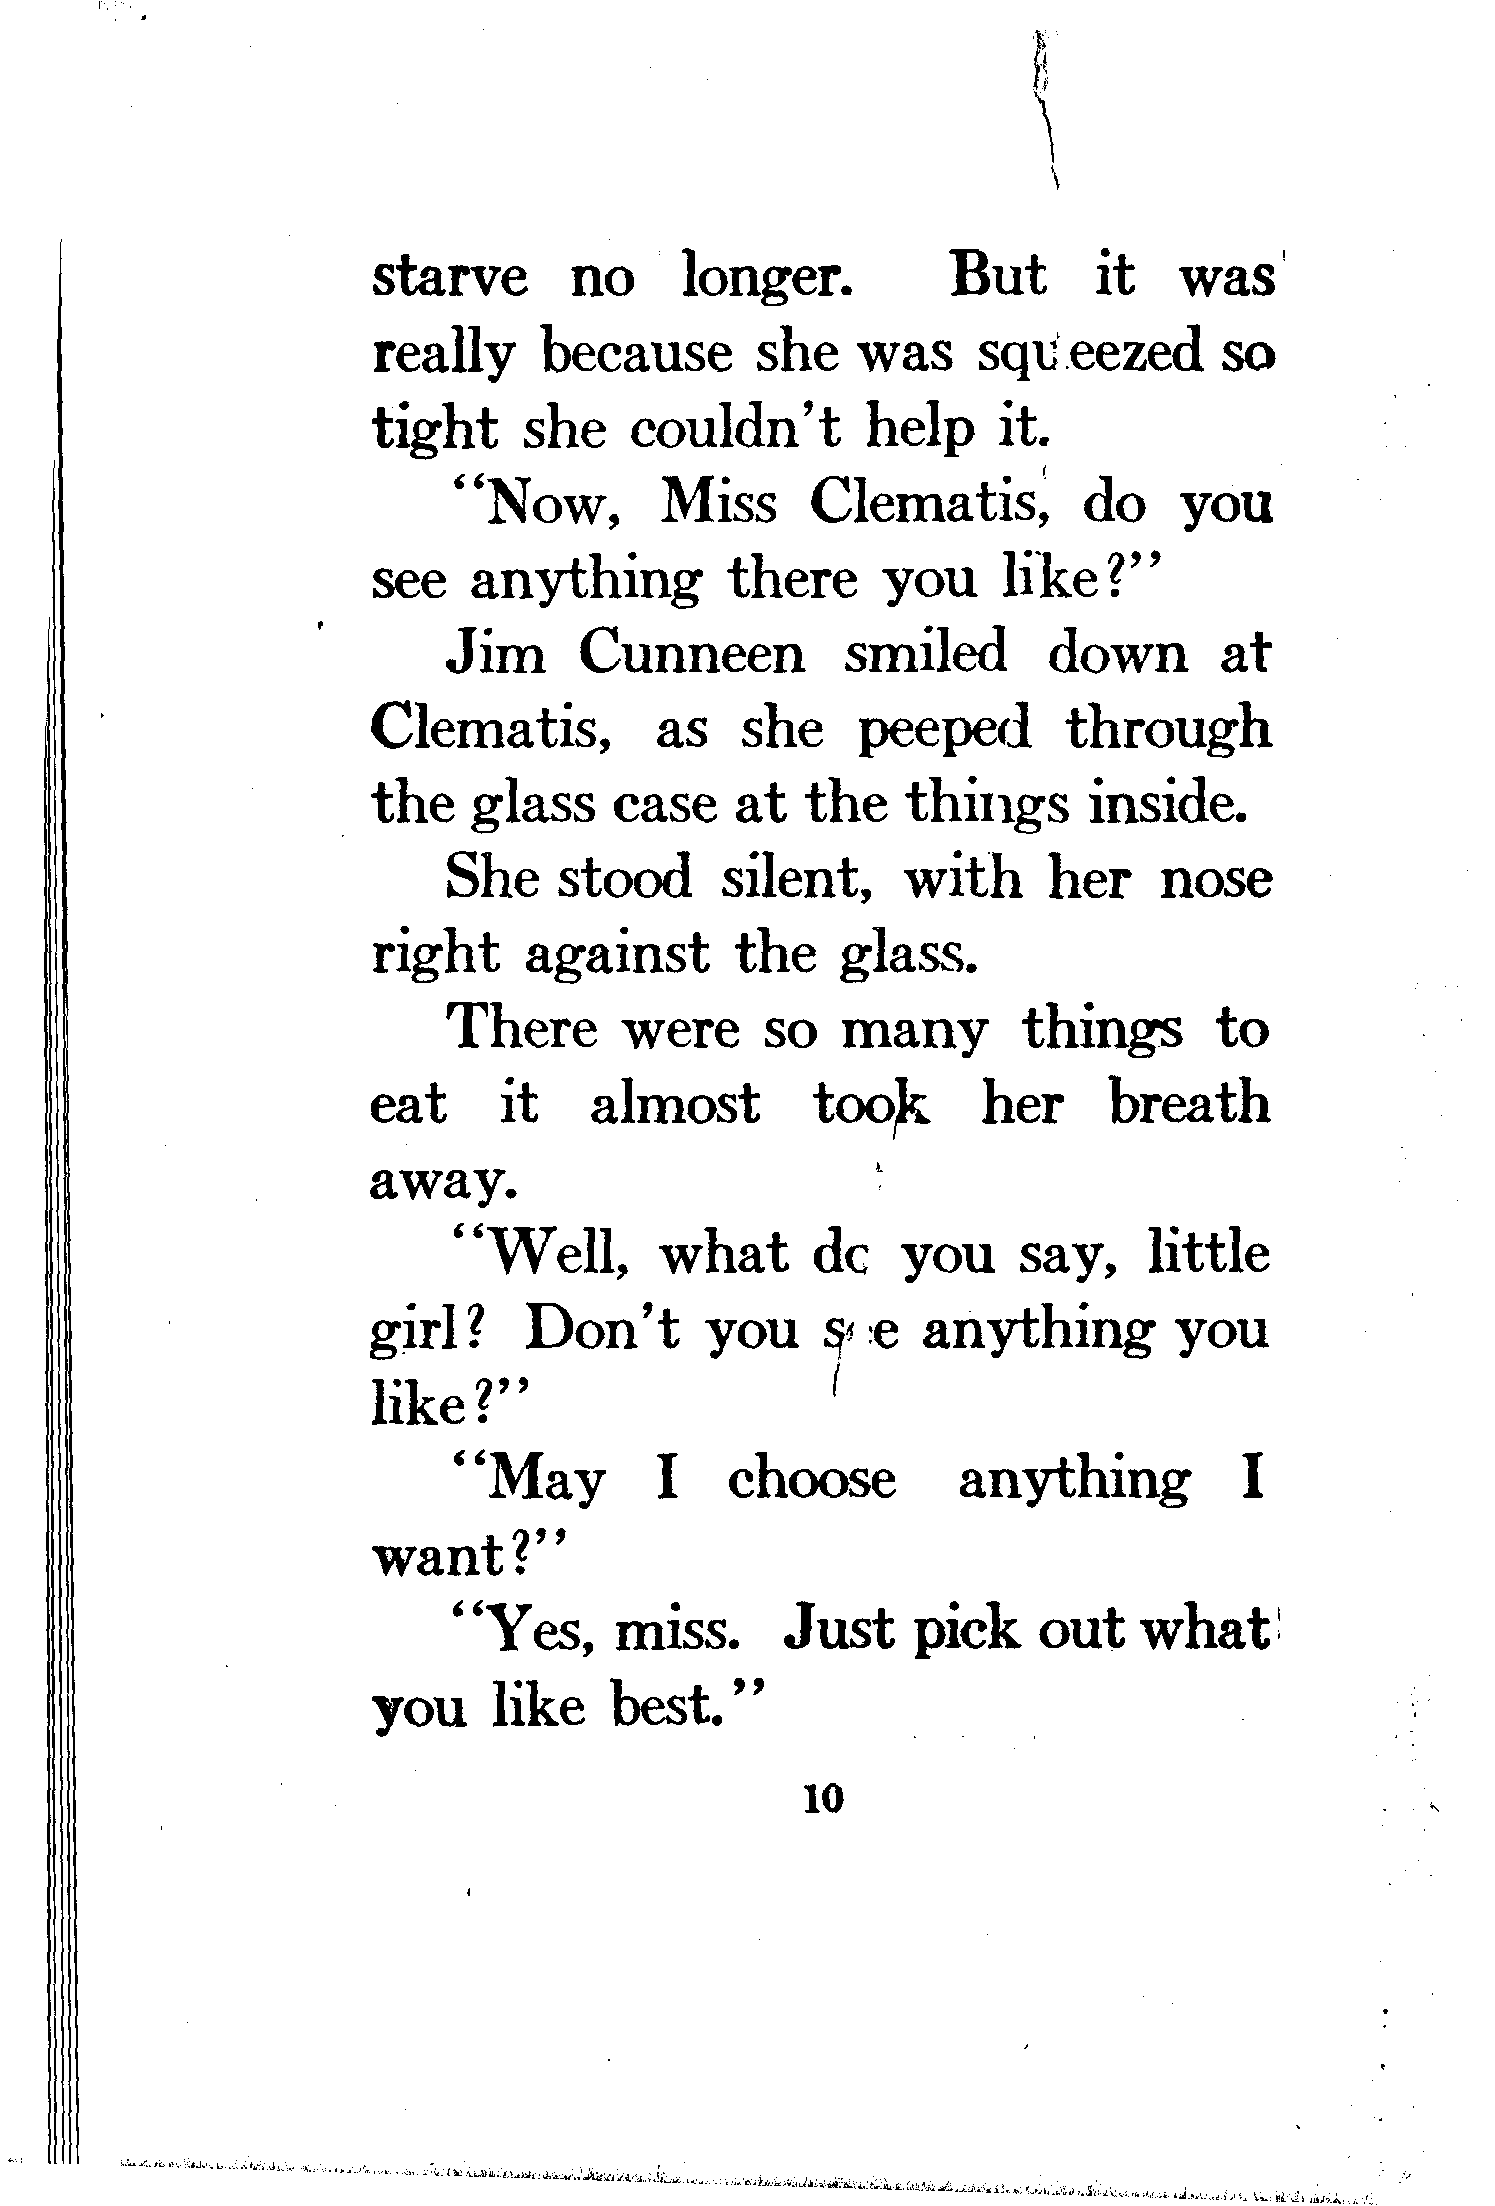 starve no longer. But it was
really because she was squeezed so
tight she couldn't help it.
"Now, Miss Clematis, do you
see anything there you like?"
Jim Cunneen smiled down at
Clematis, as she peeped through
the glass case at the things inside.
She stood silent, with her nose
right against the glass.
There were so many things to
eat it almost took her breath
away.
"Well, what do you say, little
girl? Don't you see anything you
like?"
"May I choose anything I
want?"
"Yes, miss. Just pick out what
you like best."
10